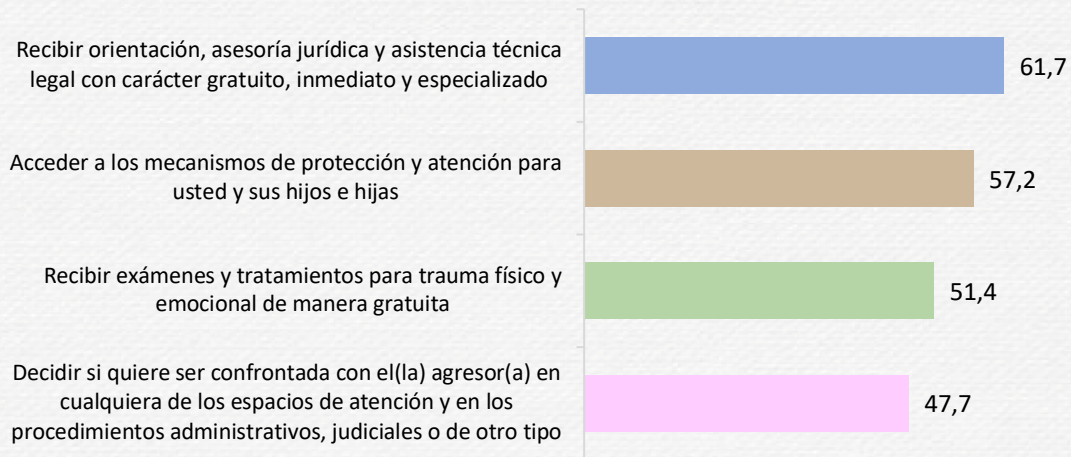 Recibir orientación, asesoría jurídica y asistencia técnica
legal con carácter gratuito, inmediato y especializado
61,7
Acceder a los mecanismos de protección y atención para
usted y sus hijos e hijas
57,2
Recibir exámenes y tratamientos para trauma físico y
emocional de manera gratuita
51,4
Decidir si quiere ser confrontada con el(la) agresor(a) en
cualquiera de los espacios de atención y en los
procedimientos administrativos, judiciales o de otro tipo
47,7